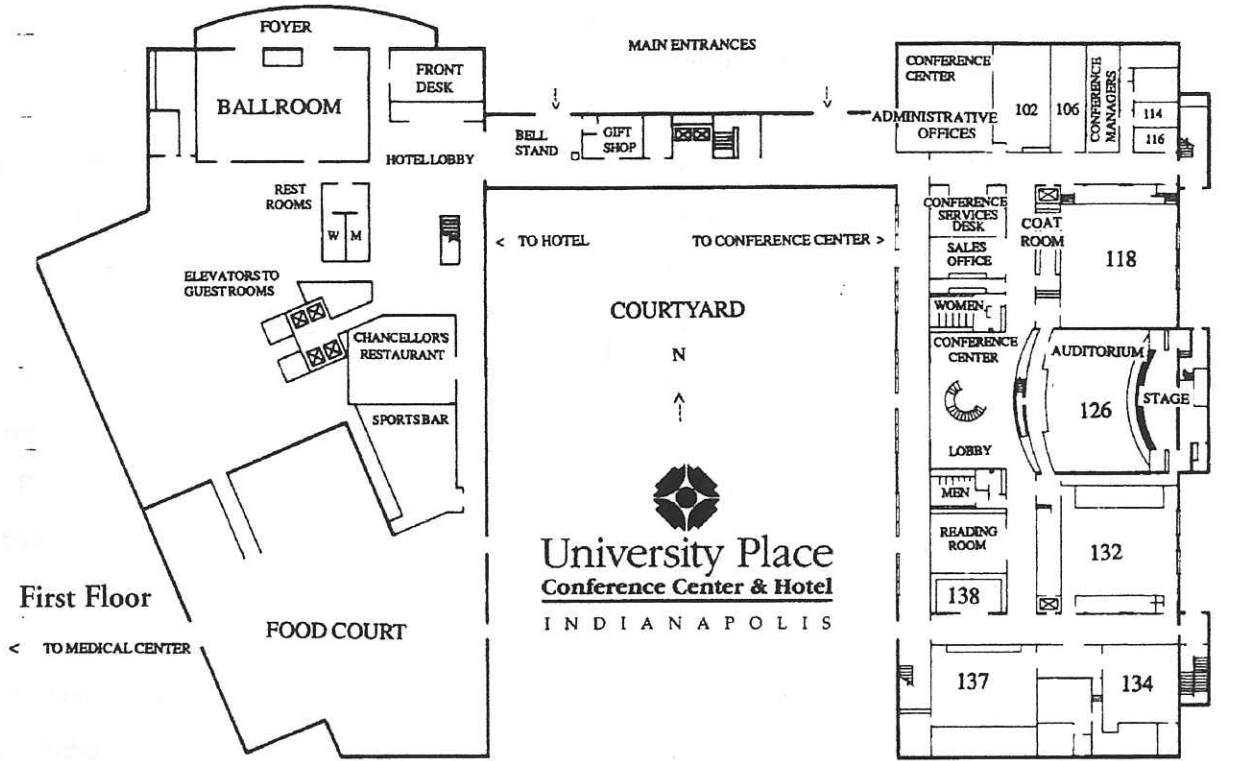 FOYER
MAIN ENTRANCES
FRONT
DESK
BALLROOM
CONFERENCE
CENTER
ADMINISTRATIVE
OFFICES
102
106
CONFERENCE
MANAGERS
114
116
BELL
STAND
GIFT
SHOP
HOTEL LOBBY
REST
ROOMS
W
M
< TO HOTEL
TO CONFERENCE CENTER >
CONFERENCE
SERVICES
DESK
SALES
OFFICE
COAT
ROOM
118
ELEVATORS TO
GUEST ROOMS
CHANCELLOR'S
RESTAURANT
SPORTS BAR
COURTYARD
N
WOMEN
CONFERENCE
CENTER
LOBBY
AUDITORIUM
126
STAGE
MEN
READING
ROOM
132
138
University Place
Conference Center & Hotel
INDIANAPOLIS
First Floor
< TO MEDICAL CENTER
FOOD COURT
137
134